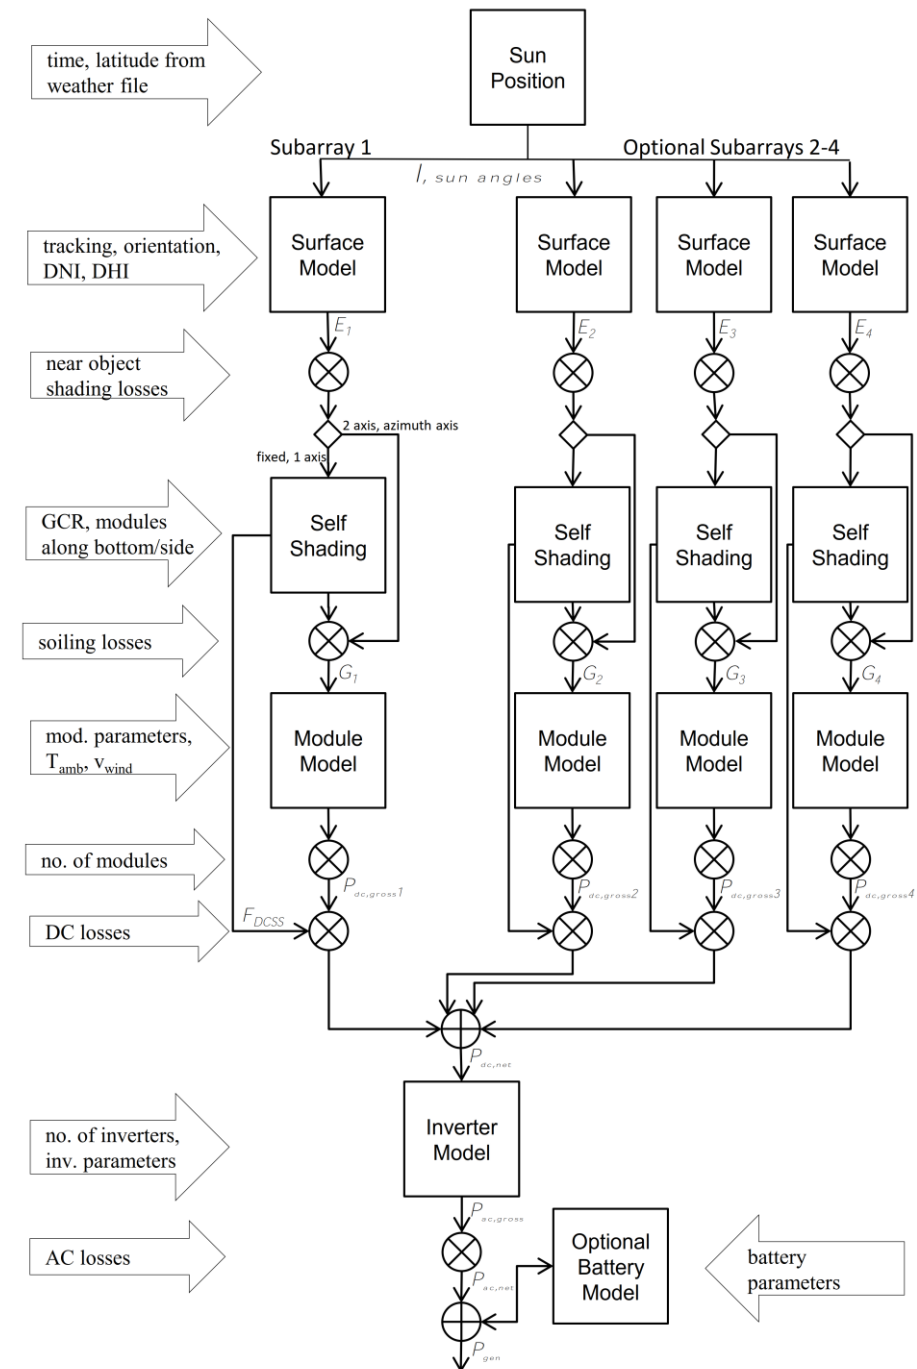 time, latitude from
weather file
Sun
Position
Subarray 1
Optional Subarrays 2-4
I, sun angles
tracking, orientation,
DNI, DHI
Surface
Model
Surface
Model
Surface
Model
Surface
Model
E1
E2
E3
E4
near object
shading losses
2 axis, azimuth axis
fixed, 1 axis
GCR, modules
along bottom/side
Self
Shading
Self
Shading
Self
Shading
Self
Shading
soiling losses
G1
G2
G3
G4
mod. parameters,
Tamb, vwind
Module
Model
Module
Model
Module
Model
Module
Model
no. of modules
Pdc,gross1
Pdc,gross2
Pdc,gross3
Pdc,gross4
DC losses
FDCSS
Pdc,net
no. of inverters,
inv. parameters
Inverter
Model
Pac,gross
AC losses
Optional
Battery
Model
battery
parameters
Pac,net
Pgen